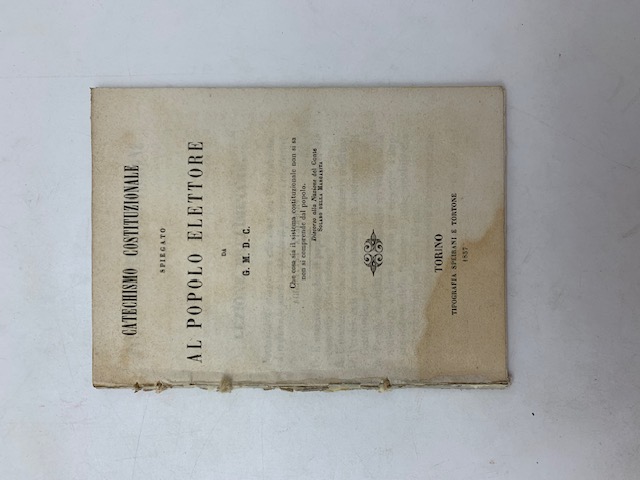 CATECHISMO COSTITUZIONALE
SPIEGATO
AL POPOLO ELETTORE
DA
G. M. D. C.
Che cosa sia il sistema costituzionale non si sa
non si comprende dal popolo.
Discorso alla Nazione del Conte
SOLARO DELLA MARGARITA
TORINO
TIPOGRAFIA SPEIRANI E TORTONE
1857